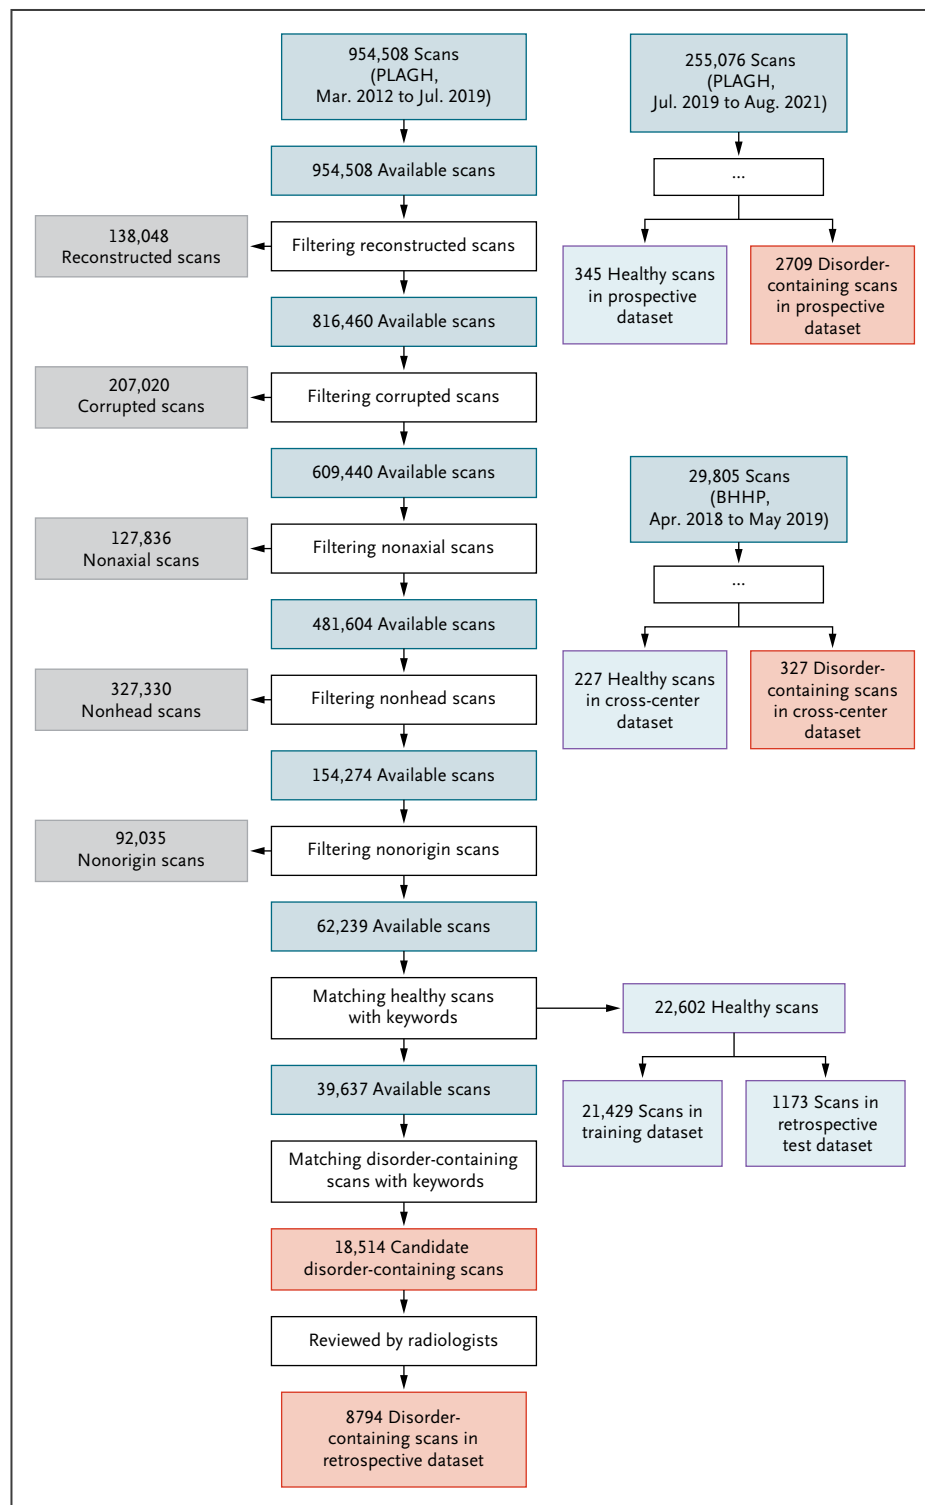 954,508 Scans
(PLAGH,
Mar. 2012 to Jul. 2019)
954,508 Available scans
Filtering reconstructed scans
138,048
Reconstructed scans
816,460 Available scans
Filtering corrupted scans
207,020
Corrupted scans
609,440 Available scans
Filtering nonaxial scans
127,836
Nonaxial scans
481,604 Available scans
Filtering nonhead scans
327,330
Nonhead scans
154,274 Available scans
Filtering nonorigin scans
92,035
Nonorigin scans
62,239 Available scans
Matching healthy scans
with keywords
22,602 Healthy scans
21,429 Scans in
training dataset
1173 Scans in
retrospective
test dataset
39,637 Available scans
Matching disorder-containing
scans with keywords
18,514 Candidate
disorder-containing scans
Reviewed by radiologists
8794 Disorder-
containing scans in
retrospective dataset
255,076 Scans
(PLAGH,
Jul. 2019 to Aug. 2021)
...
345 Healthy scans
in prospective
dataset
2709 Disorder-
containing scans
in prospective
dataset
29,805 Scans
(BHHP,
Apr. 2018 to May 2019)
...
227 Healthy scans
in cross-center
dataset
327 Disorder-
containing scans
in cross-center
dataset